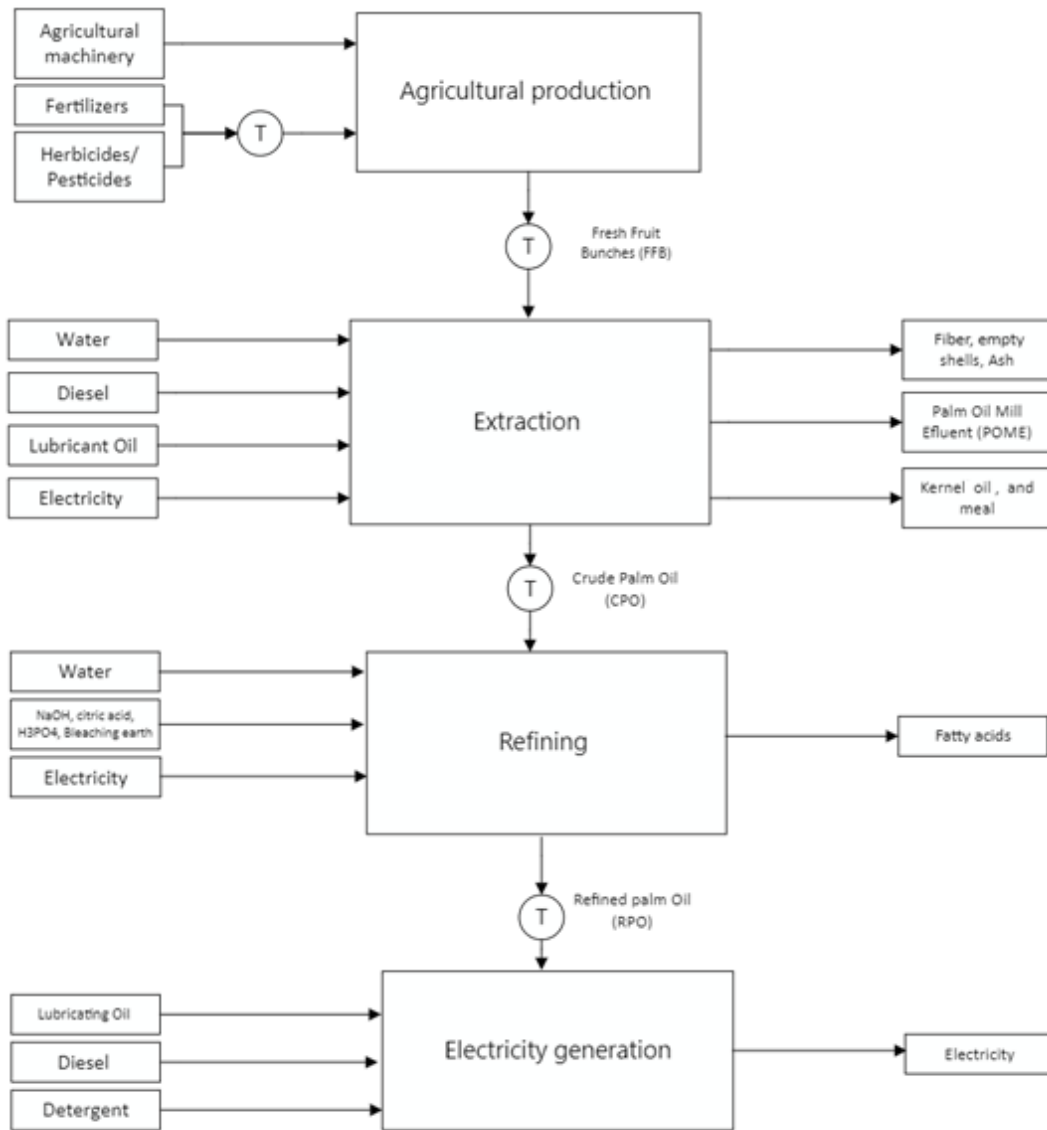 Agricultural
machinery
Agricultural production
Fertilizers
T
Herbicides/
Pesticides
T
Fresh Fruit
Bunches (FFB)
Water
Diesel
Lubricant Oil
Electricity
Extraction
Fiber, empty
shells, Ash
Palm Oil Mill
Efluent (POME)
Kernel oil , and
meal
T
Crude Palm Oil
(CPO)
Water
NaOH, citric acid,
H3PO4, Bleaching earth
Electricity
Refining
Fatty acids
T
Refined palm Oil
(RPO)
Lubricating Oil
Diesel
Detergent
Electricity generation
Electricity